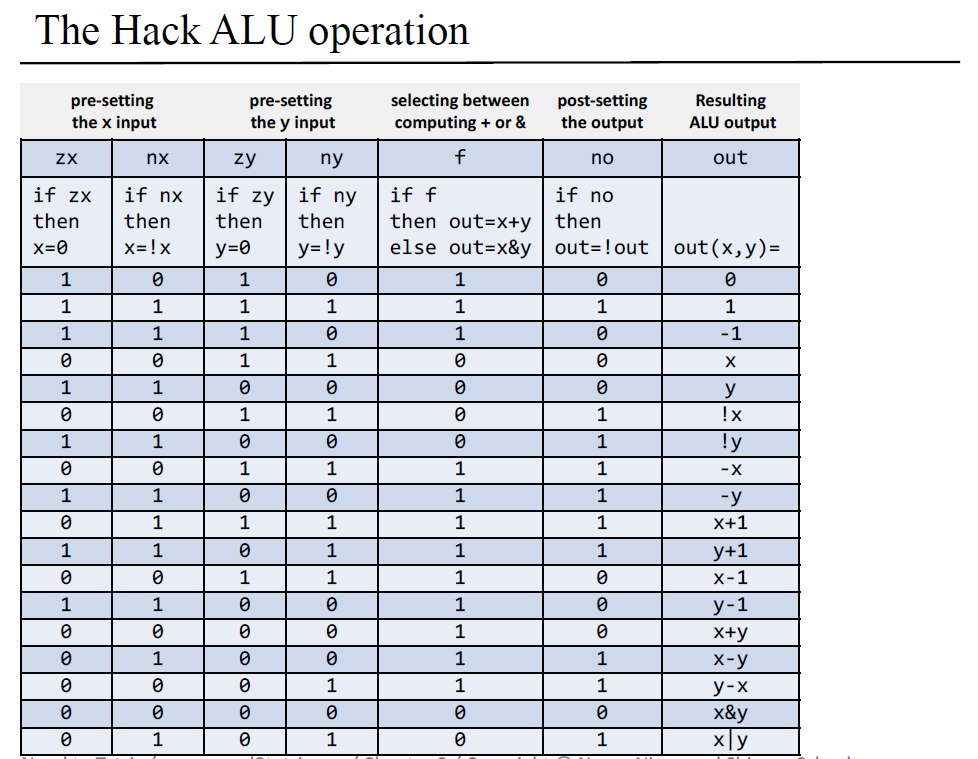 The Hack ALU operation
pre-setting the x input pre-setting the y input selecting between computing + or & post-setting the output Resulting ALU output
zx nx zy ny f no out
if zx then x=0 if nx then x=!x if zy then y=0 if ny then y=!y if f then out=x+y else out=x&y if no then out=!out out(x,y)=
1 0 1 0 1 0 0
1 1 1 1 1 1 1
1 1 1 0 1 0 -1
0 0 1 1 0 0 x
1 1 0 0 0 0 y
0 0 1 1 0 1 !x
1 1 0 0 0 1 !y
0 0 1 1 1 1 -x
1 1 0 0 1 1 -y
0 1 1 1 1 1 x+1
1 1 0 1 1 1 y+1
0 0 1 1 1 0 x-1
1 1 0 0 1 0 y-1
0 0 0 0 1 0 x+y
0 1 0 0 1 1 x-y
0 0 0 1 1 1 y-x
0 0 0 0 0 0 x&y
0 1 0 1 0 1 x|y